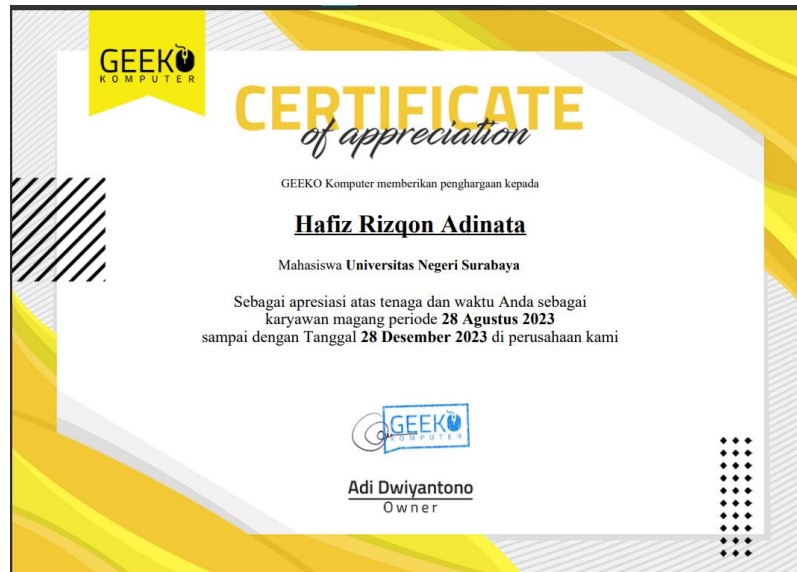 GEEKO
KOMPUTER
CERTIFICATE
of appreciation
GEEKO Komputer memberikan penghargaan kepada
Hafiz Rizqon Adinata
Mahasiswa Universitas Negeri Surabaya
Sebagai apresiasi atas tenaga dan waktu Anda sebagai
karyawan magang periode 28 Agustus 2023
sampai dengan Tanggal 28 Desember 2023 di perusahaan kami
GEEKO
KOMPUTER
Adi Dwiyantono
Owner